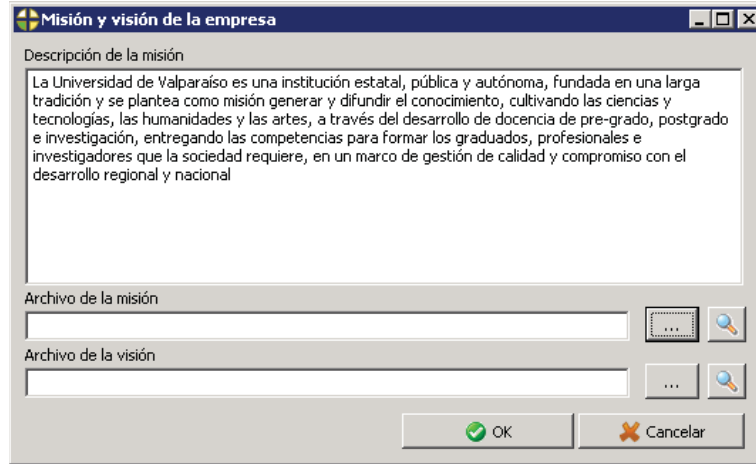 Misión y visión de la empresa
Descripción de la misión
La Universidad de Valparaíso es una institución estatal, pública y autónoma, fundada en una larga
tradición y se plantea como misión generar y difundir el conocimiento, cultivando las ciencias y
tecnologías, las humanidades y las artes, a través del desarrollo de docencia de pre-grado, postgrado
e investigación, entregando las competencias para formar los graduados, profesionales e
investigadores que la sociedad requiere, en un marco de gestión de calidad y compromiso con el
desarrollo regional y nacional
Archivo de la misión
...
Archivo de la visión
...
OK Cancelar